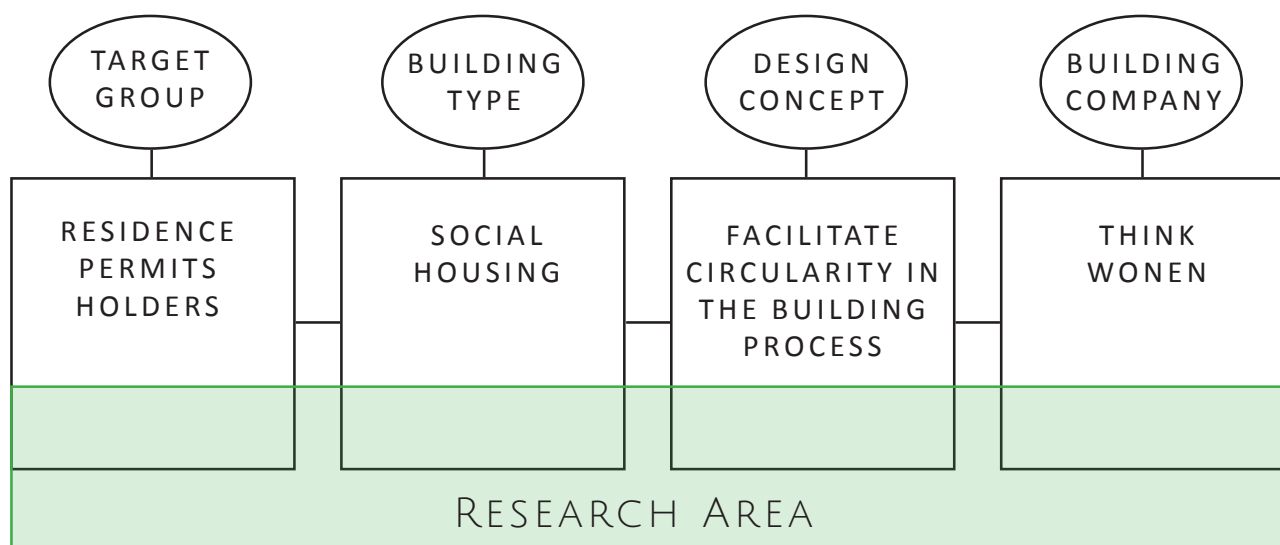 TARGET
GROUP
BUILDING
TYPE
DESIGN
CONCEPT
BUILDING
COMPANY
RESIDENCE
PERMITS
HOLDERS
SOCIAL
HOUSING
FACILITATE
CIRCULARITY IN
THE BUILDING
PROCESS
THINK
WONEN
RESEARCH AREA